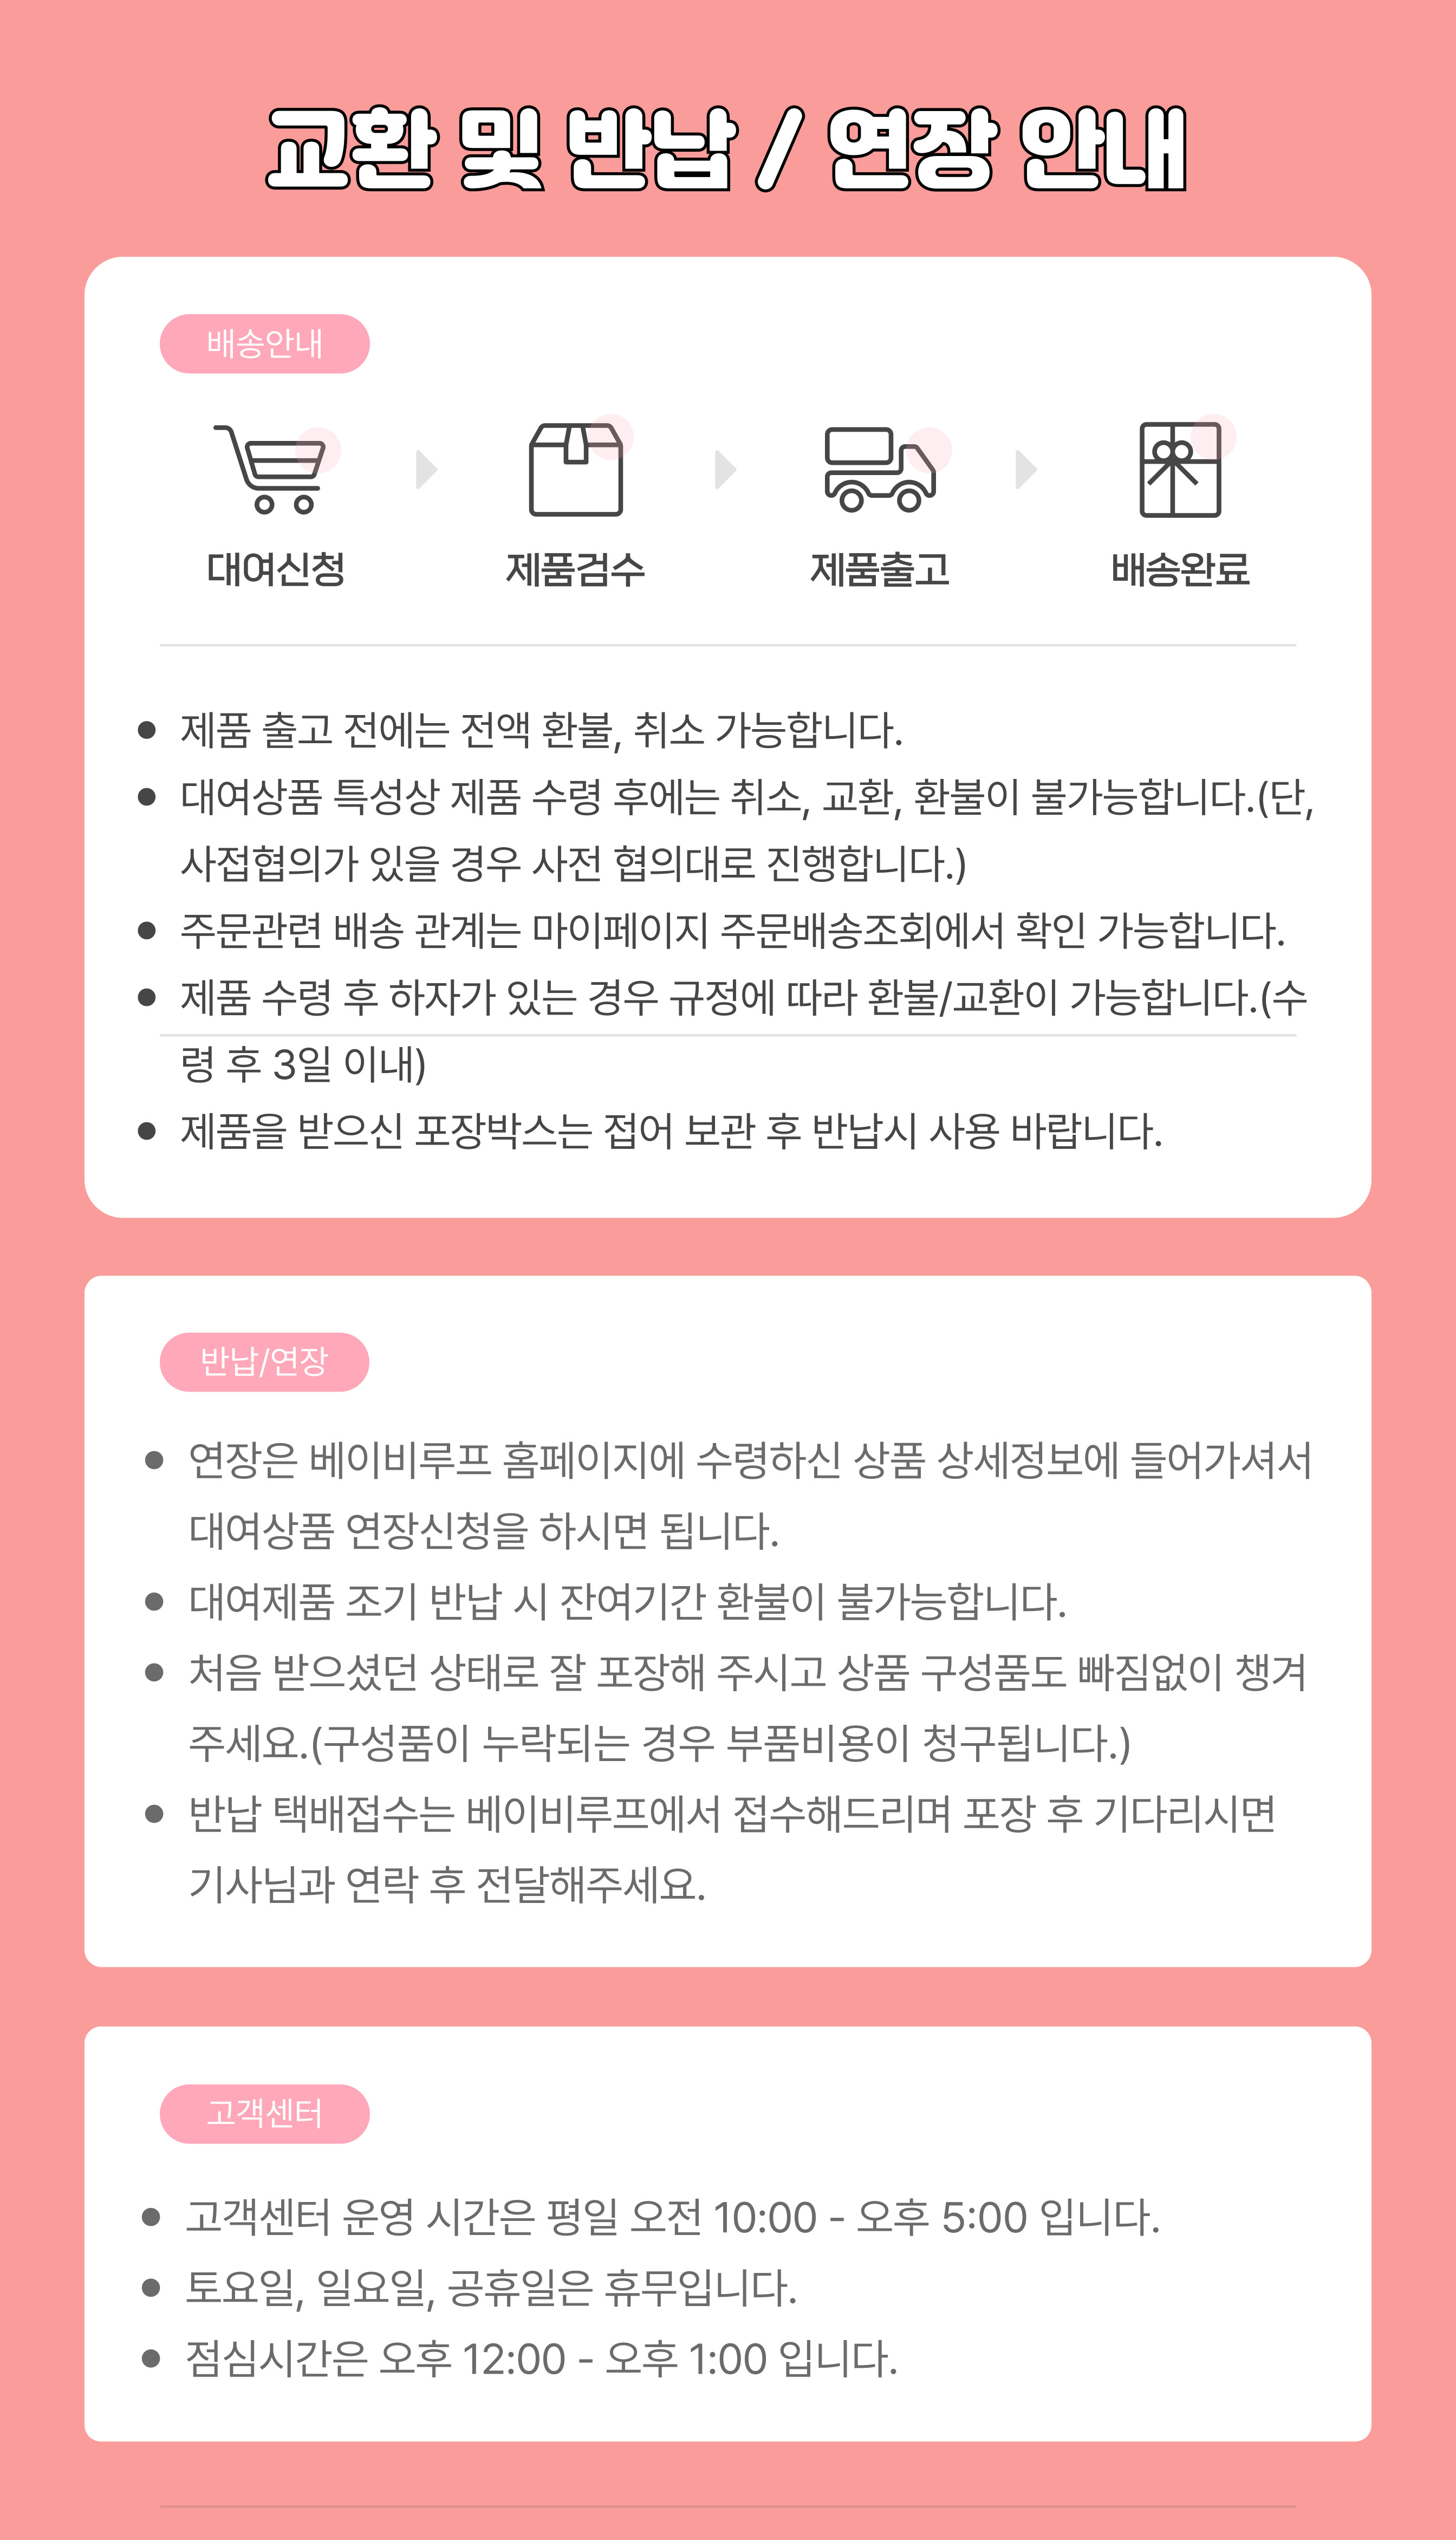 교환 및 반납 / 연장 안내
배송안내
대여신청
제품검수
제품출고
배송완료
제품 출고 전에는 전액 환불, 취소 가능합니다.
대여상품 특성상 제품 수령 후에는 취소, 교환, 환불이 불가능합니다.(단,
사접협의가 있을 경우 사전 협의대로 진행합니다.)
주문관련 배송 관계는 마이페이지 주문배송조회에서 확인 가능합니다.
제품 수령 후 하자가 있는 경우 규정에 따라 환불/교환이 가능합니다.(수
령 후 3일 이내)
제품을 받으신 포장박스는 접어 보관 후 반납시 사용 바랍니다.
반납/연장
연장은 베이비루프 홈페이지에 수령하신 상품 상세정보에 들어가셔서
대여상품 연장신청을 하시면 됩니다.
대여제품 조기 반납 시 잔여기간 환불이 불가능합니다.
처음 받으셨던 상태로 잘 포장해 주시고 상품 구성품도 빠짐없이 챙겨
주세요.(구성품이 누락되는 경우 부품비용이 청구됩니다.)
반납 택배접수는 베이비루프에서 접수해드리며 포장 후 기다리시면
기사님과 연락 후 전달해주세요.
고객센터
고객센터 운영 시간은 평일 오전 10:00 - 오후 5:00 입니다.
토요일, 일요일, 공휴일은 휴무입니다.
점심시간은 오후 12:00 - 오후 1:00 입니다.